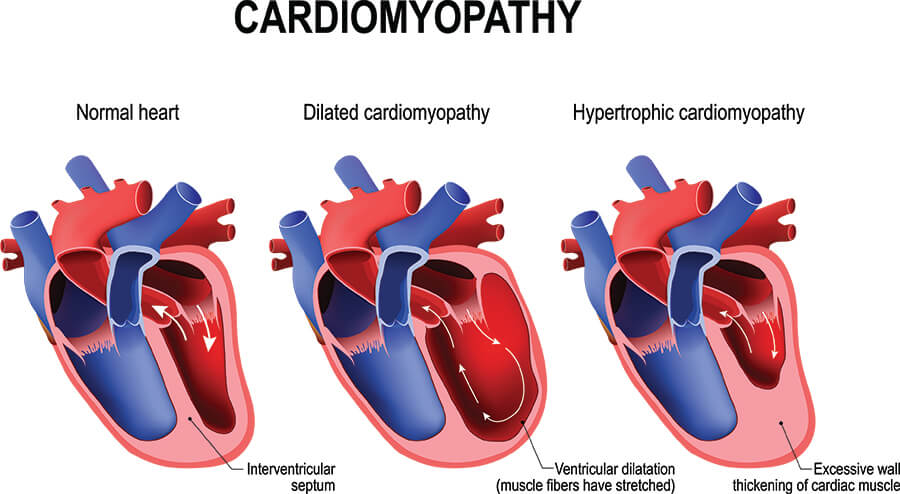 CARDIOMYOPATHY
Normal heart
Dilated cardiomyopathy
Hypertrophic cardiomyopathy
Interventricular
septum
Ventricular dilatation
(muscle fibers have stretched)
Excessive wall
thickening of cardiac muscle